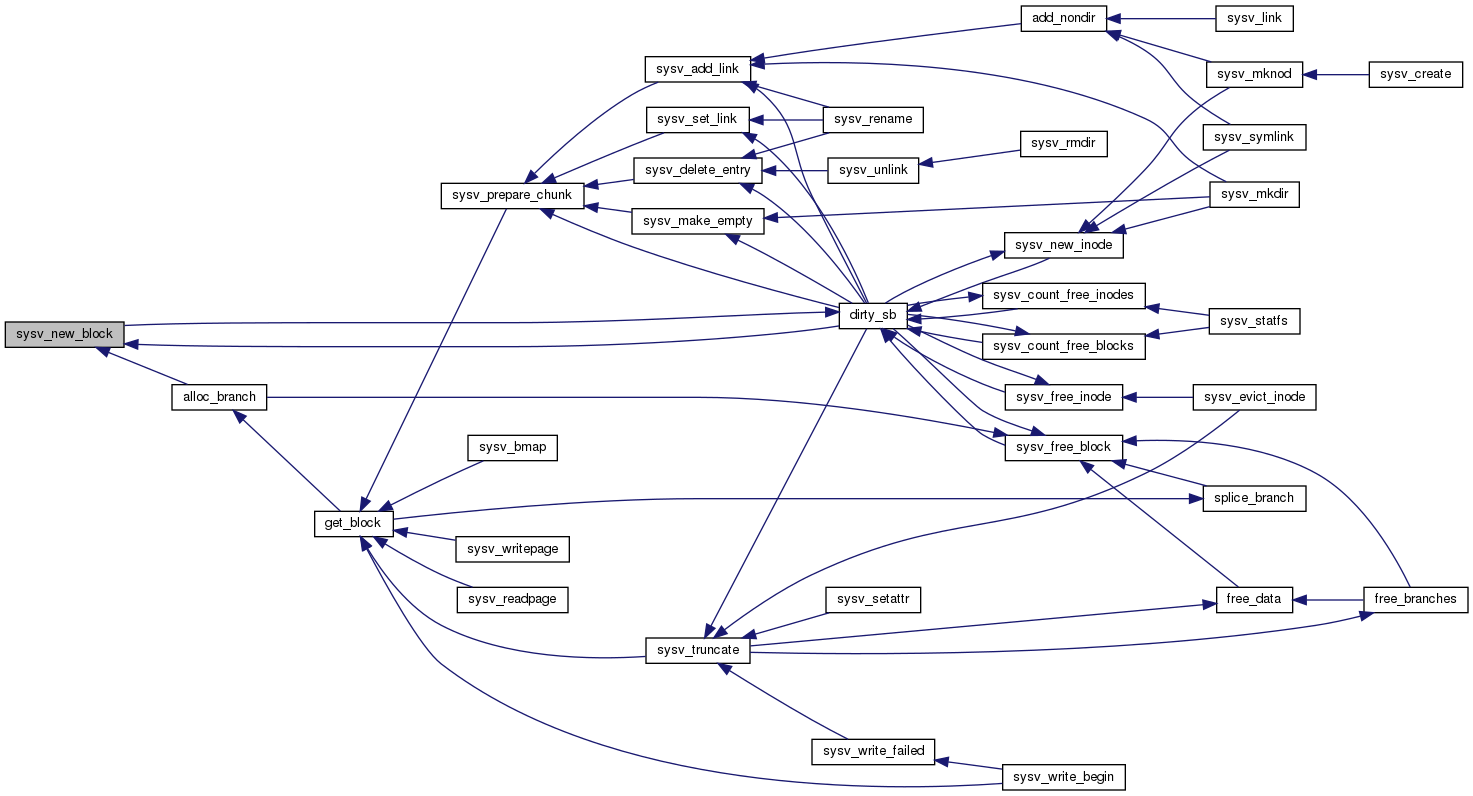 add_nondir
sysv_link
sysv_add_link
sysv_mknod
sysv_create
sysv_set_link
sysv_rename
sysv_symlink
sysv_rmdir
sysv_delete_entry
sysv_unlink
sysv_prepare_chunk
sysv_mkdir
sysv_make_empty
sysv_new_inode
sysv_count_free_inodes
dirty_sb
sysv_statfs
sysv_new_block
sysv_count_free_blocks
alloc_branch
sysv_free_inode
sysv_evict_inode
sysv_bmap
sysv_free_block
splice_branch
get_block
sysv_writepage
sysv_readpage
sysv_setattr
free_data
free_branches
sysv_truncate
sysv_write_failed
sysv_write_begin